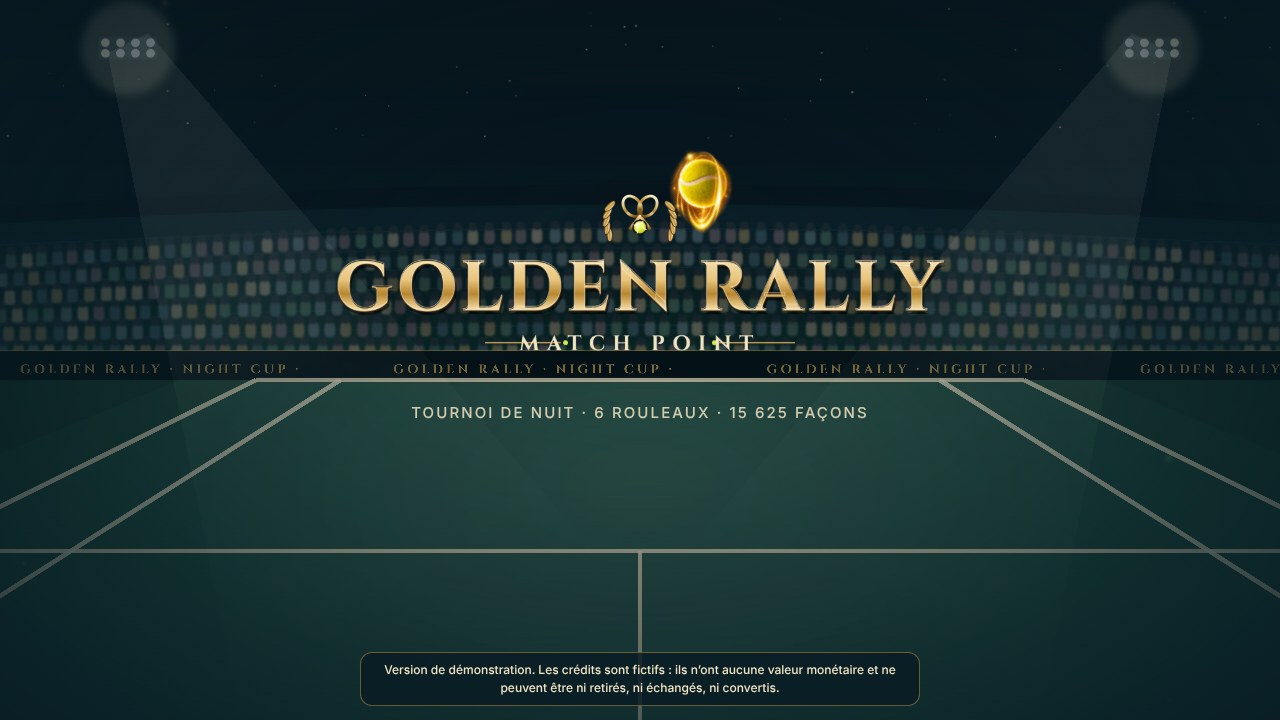 GOLDEN RALLY
MATCH POINT
GOLDEN RALLY · NIGHT CUP · GOLDEN RALLY · NIGHT CUP · GOLDEN RALLY · NIGHT CUP · GOLDEN RALLY
TOURNOI DE NUIT · 6 ROULEAUX · 15 625 FAÇONS
Version de démonstration. Les crédits sont fictifs : ils n’ont aucune valeur monétaire et ne
peuvent être ni retirés, ni échangés, ni convertis.